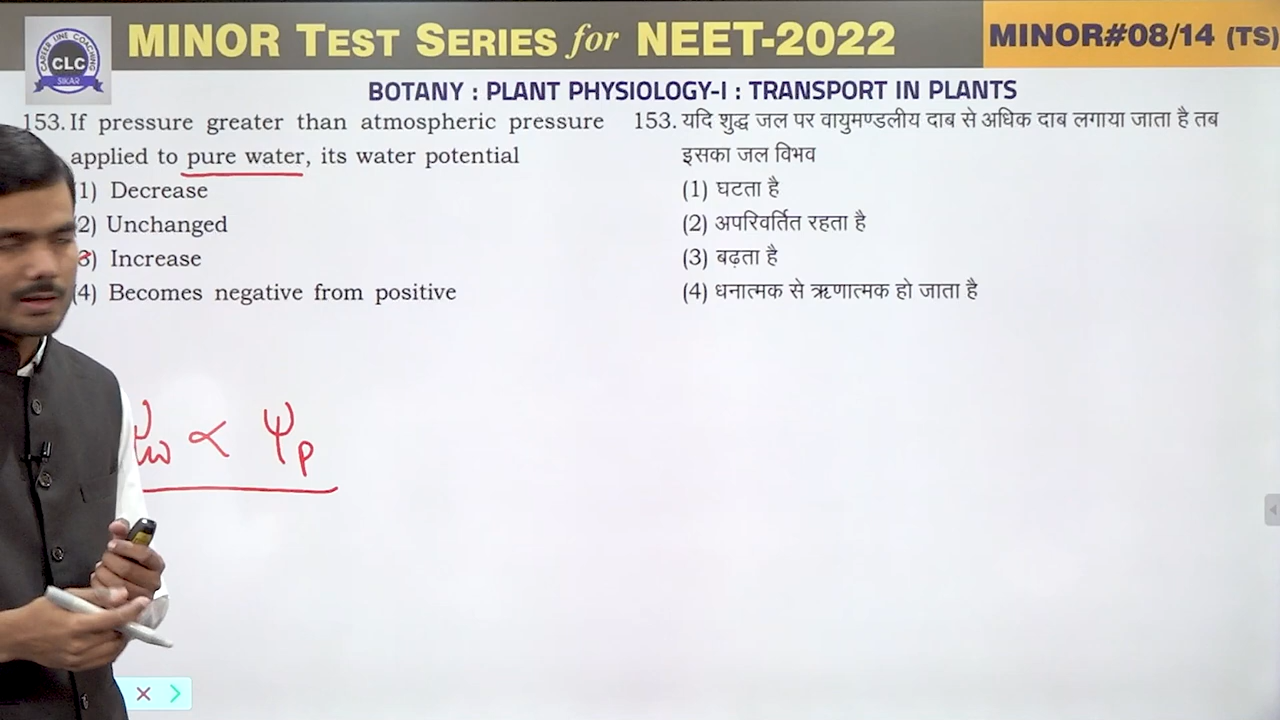 CAREER LINE COACHING
CLC
SIKAR
MINOR TEST SERIES for NEET-2022
MINOR#08/14 (TS)
BOTANY : PLANT PHYSIOLOGY-I : TRANSPORT IN PLANTS
153. If pressure greater than atmospheric pressure
applied to pure water, its water potential
(1) Decrease
(2) Unchanged
(3) Increase
(4) Becomes negative from positive
153. यदि शुद्ध जल पर वायुमण्डलीय दाब से अधिक दाब लगाया जाता है तब
इसका जल विभव
(1) घटता है
(2) अपरिवर्तित रहता है
(3) बढ़ता है
(4) धनात्मक से ऋणात्मक हो जाता है
Ψw ∝ Ψp